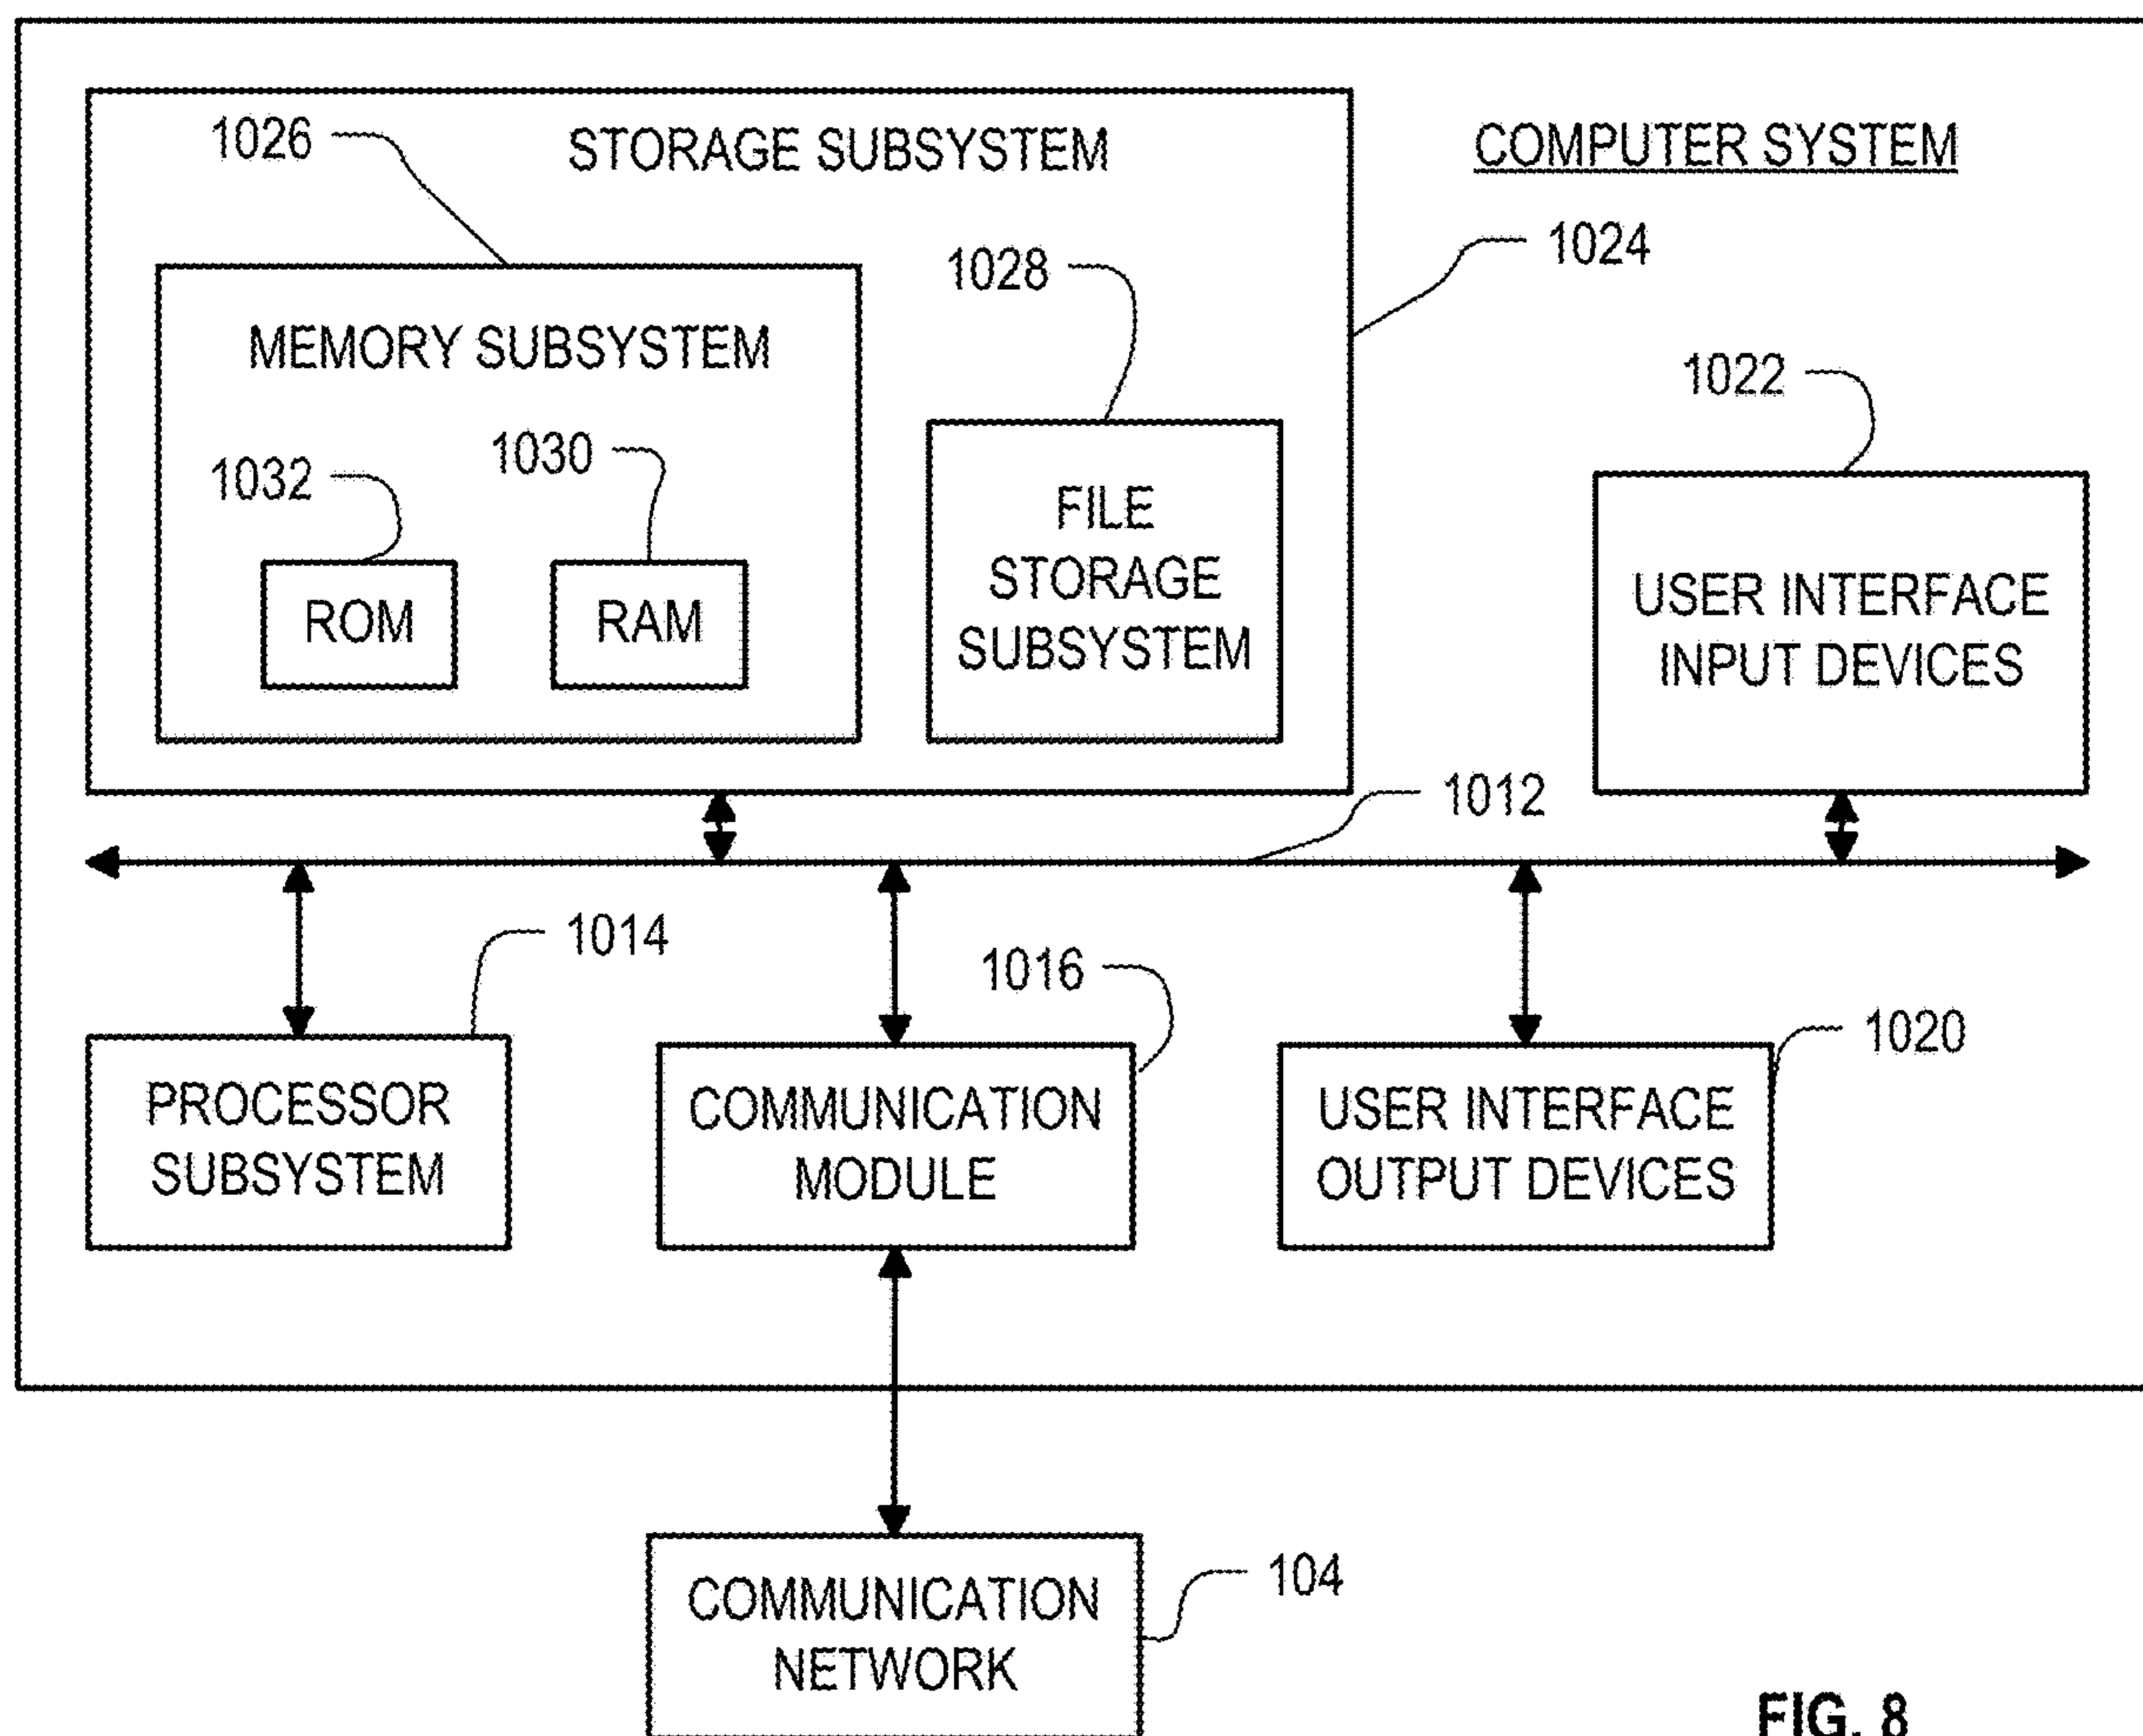 1026
STORAGE SUBSYSTEM
COMPUTER SYSTEM
1024
1028
MEMORY SUBSYSTEM
1022
1032
1030
ROM
RAM
FILE
STORAGE
SUBSYSTEM
USER INTERFACE
INPUT DEVICES
1012
1014
1016
1020
PROCESSOR
SUBSYSTEM
COMMUNICATION
MODULE
USER INTERFACE
OUTPUT DEVICES
COMMUNICATION
NETWORK
104
FIG. 8